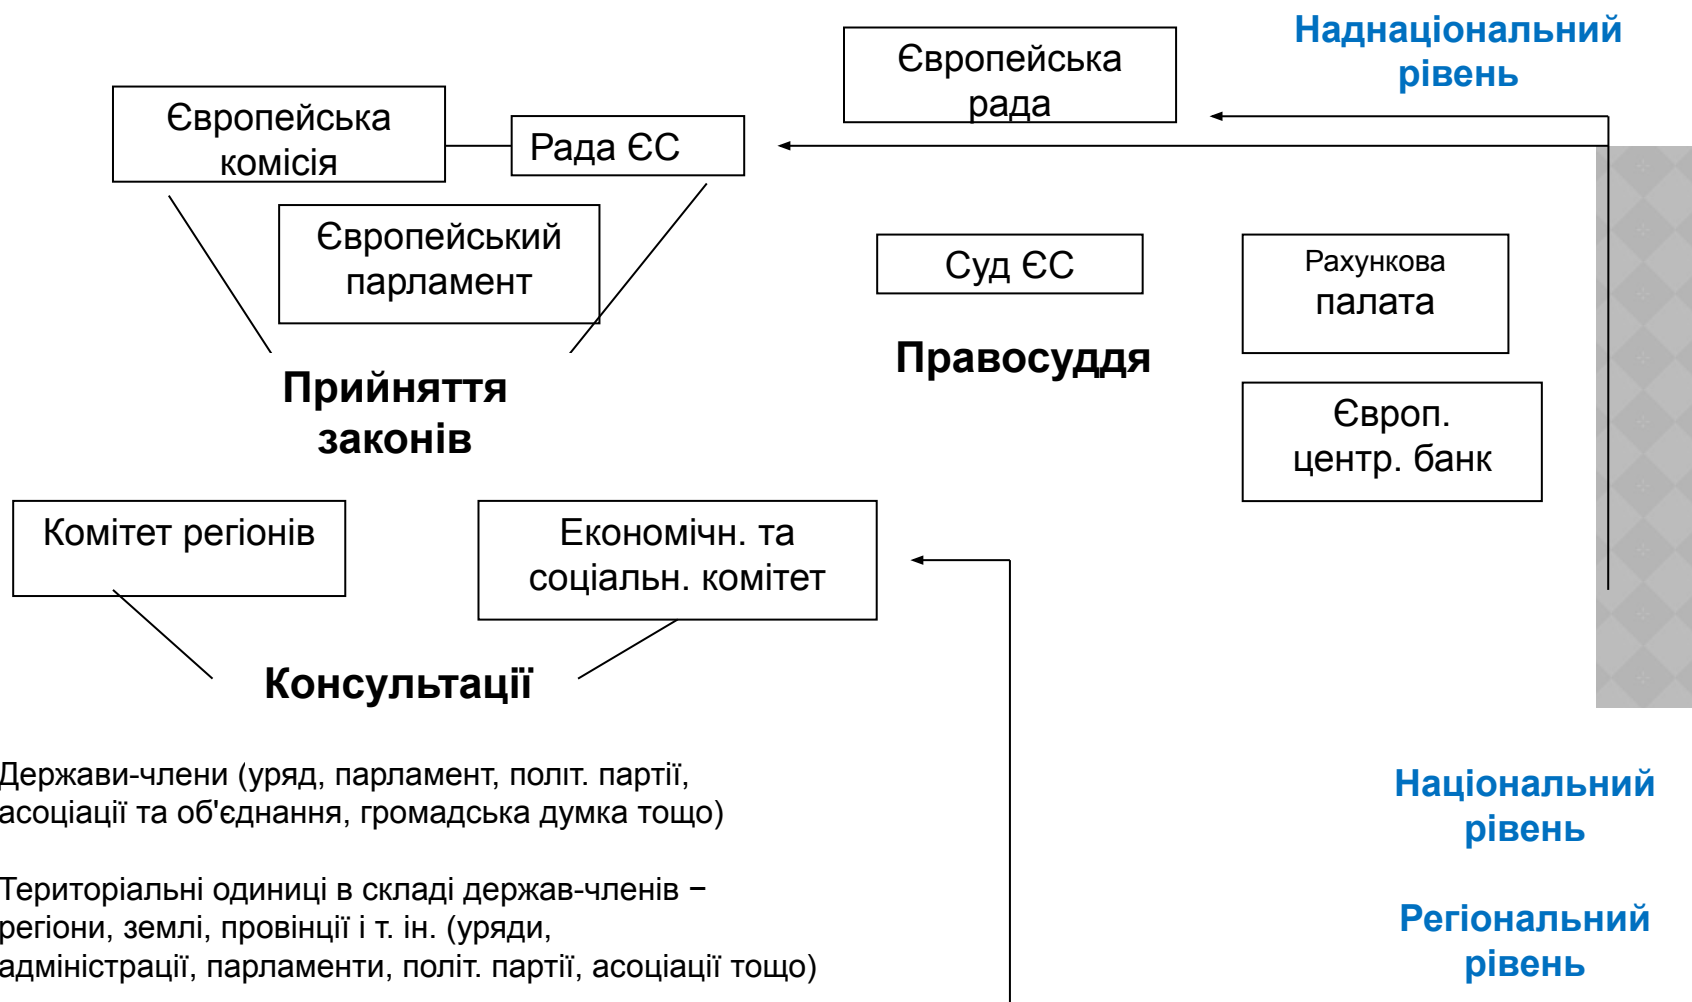 Наднаціональний
рівень
Європейська
рада
Європейська
комісія
Рада ЄС
Європейський
парламент
Суд ЄС
Рахункова
палата
Правосуддя
Прийняття
законів
Європ.
центр. банк
Комітет регіонів
Економічн. та
соціальн. комітет
Консультації
Держави-члени (уряд, парламент, політ. партії,
асоціації та об'єднання, громадська думка тощо)
Національний
рівень
Територіальні одиниці в складі держав-членів −
регіони, землі, провінції і т. ін. (уряди,
адміністрації, парламенти, політ. партії, асоціації тощо)
Регіональний
рівень